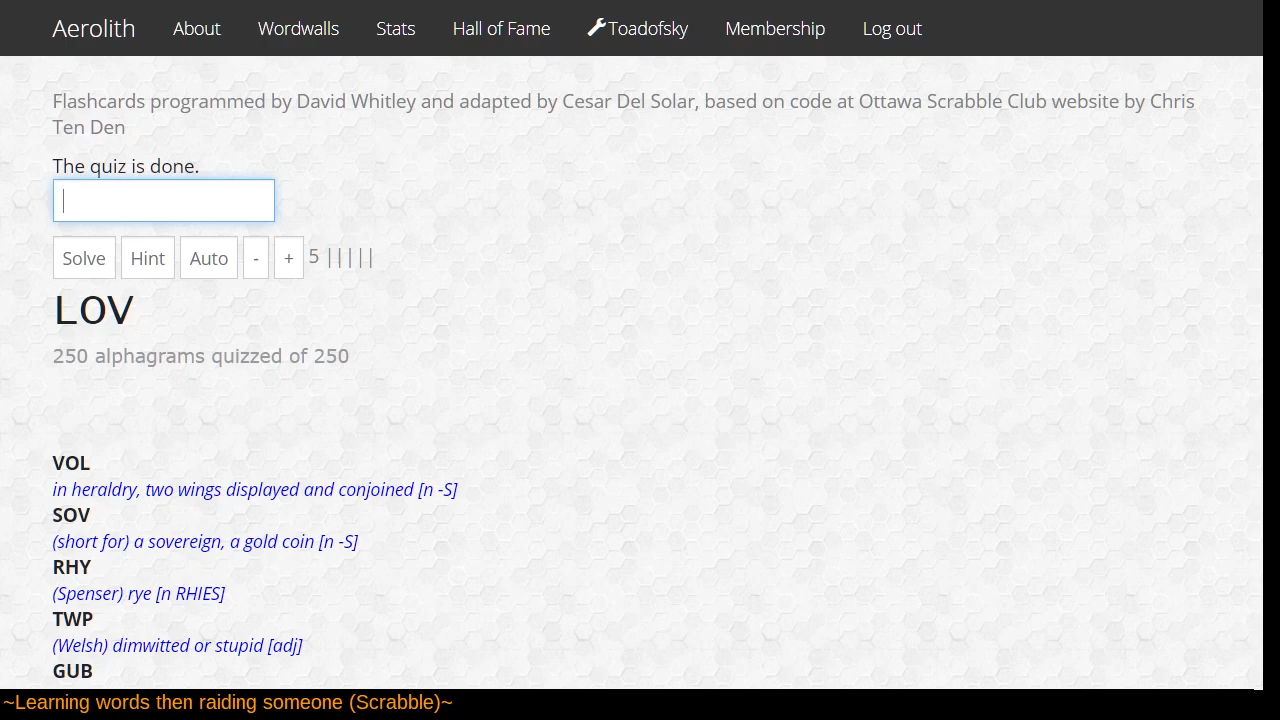 Aerolith About Wordwalls Stats Hall of Fame Toadofsky Membership Log out
Flashcards programmed by David Whitley and adapted by Cesar Del Solar, based on code at Ottawa Scrabble Club website by Chris
Ten Den
The quiz is done.
Solve Hint Auto - + 5 |||||
LOV
250 alphagrams quizzed of 250
VOL
in heraldry, two wings displayed and conjoined [n -S]
SOV
(short for) a sovereign, a gold coin [n -S]
RHY
(Spenser) rye [n RHIES]
TWP
(Welsh) dimwitted or stupid [adj]
GUB
~Learning words then raiding someone (Scrabble)~